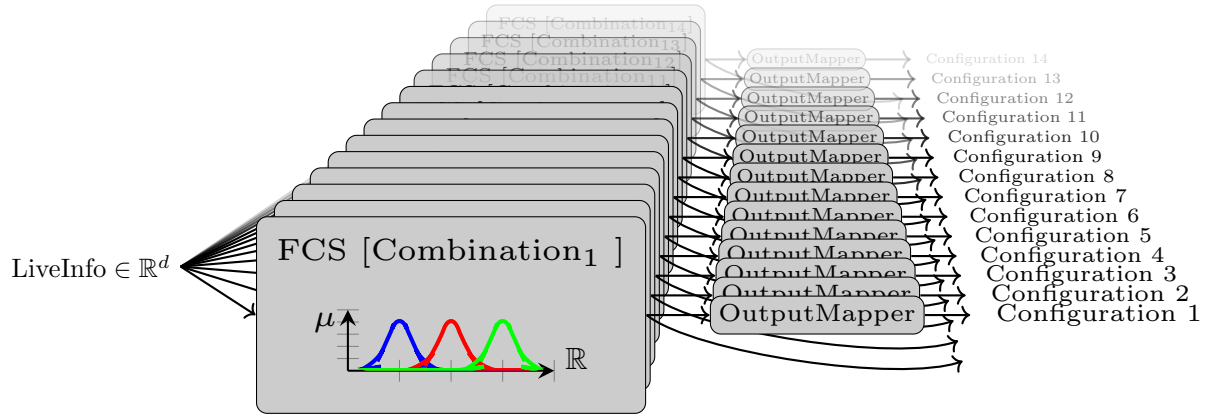 FCS [Combination₁₄]
FCS [Combination₁₃]
FCS [Combination₁₂]
FCS [Combination₁₁]
OutputMapper Configuration 14
OutputMapper Configuration 13
OutputMapper Configuration 12
OutputMapper Configuration 11
OutputMapper Configuration 10
OutputMapper Configuration 9
OutputMapper Configuration 8
OutputMapper Configuration 7
OutputMapper Configuration 6
OutputMapper Configuration 5
OutputMapper Configuration 4
OutputMapper Configuration 3
OutputMapper Configuration 2
OutputMapper Configuration 1
LiveInfo ∈ ℝᵈ
FCS [Combination₁ ]
μ
ℝ